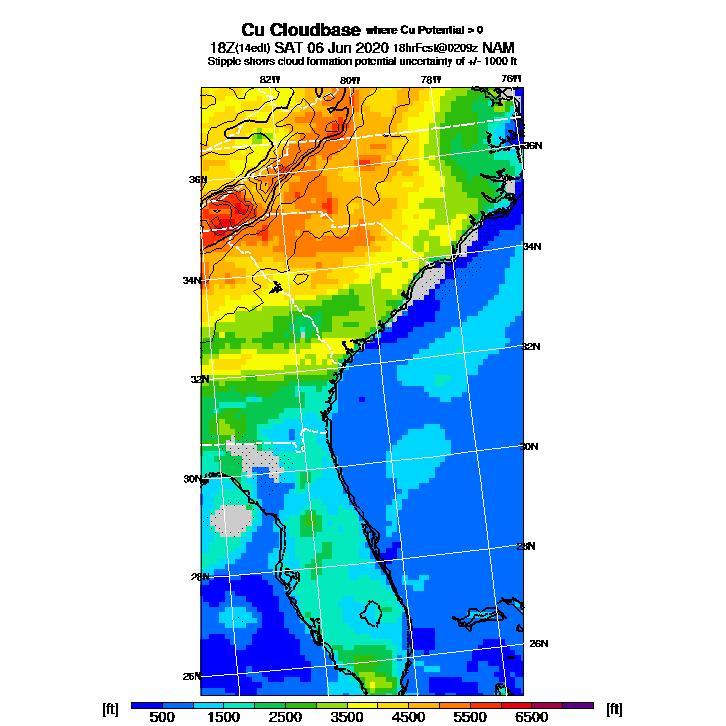 Cu Cloudbase where Cu Potential > 0
18Z(14edt) SAT 06 Jun 2020 18hrFcst@0209z NAM
Stipple shows cloud formation potential uncertainty of +/- 1000 ft
82W 80W 78W 76W
36N
36N
34N
34N
32N
32N
30N
30N
28N
28N
26N
26N
[ft] [ft]
500 1500 2500 3500 4500 5500 6500